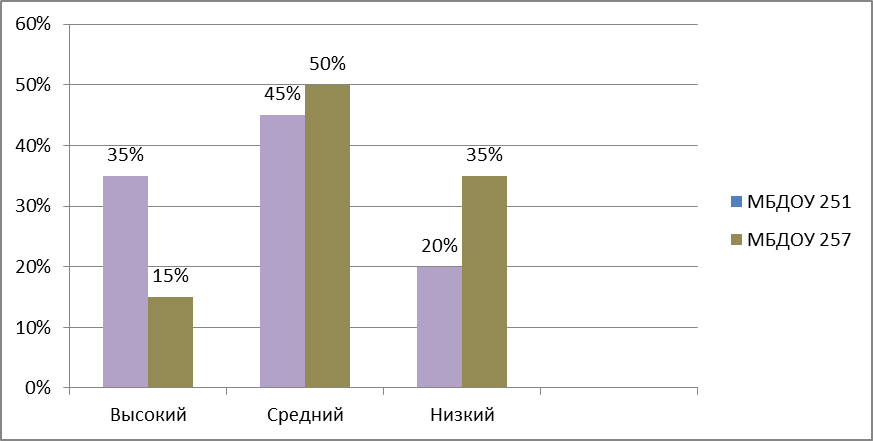 60%
50%
40%
30%
20%
10%
0%
35%
15%
45%
50%
20%
35%
Высокий
Средний
Низкий
МБДОУ 251
МБДОУ 257